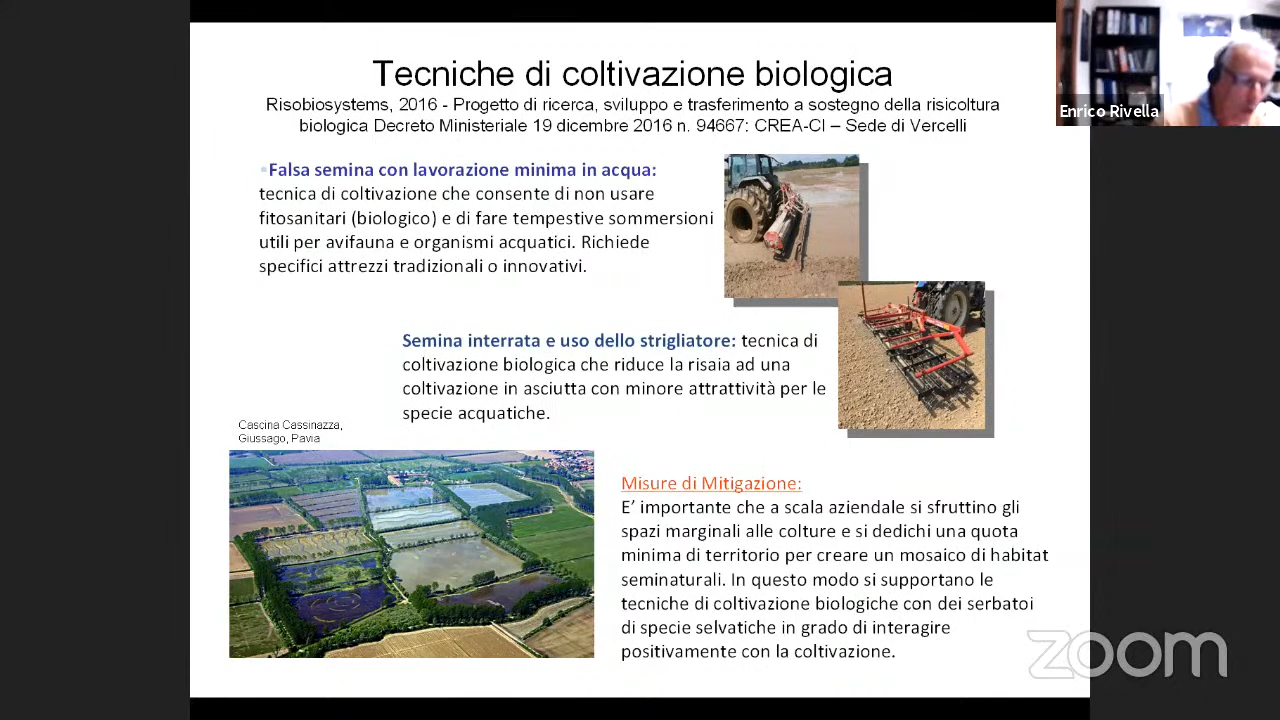 Tecniche di coltivazione biologica
Risobiosystems, 2016 - Progetto di ricerca, sviluppo e trasferimento a sostegno della risicoltura
biologica Decreto Ministeriale 19 dicembre 2016 n. 94667: CREA-CI – Sede di Vercelli
Enrico Rivella
•Falsa semina con lavorazione minima in acqua:
tecnica di coltivazione che consente di non usare
fitosanitari (biologico) e di fare tempestive sommersioni
utili per avifauna e organismi acquatici. Richiede
specifici attrezzi tradizionali o innovativi.
Semina interrata e uso dello strigliatore: tecnica di
coltivazione biologica che riduce la risaia ad una
coltivazione in asciutta con minore attrattività per le
specie acquatiche.
Cascina Cassinazza,
Giussago, Pavia
Misure di Mitigazione:
E’ importante che a scala aziendale si sfruttino gli
spazi marginali alle colture e si dedichi una quota
minima di territorio per creare un mosaico di habitat
seminaturali. In questo modo si supportano le
tecniche di coltivazione biologiche con dei serbatoi
di specie selvatiche in grado di interagire
positivamente con la coltivazione.
zoom